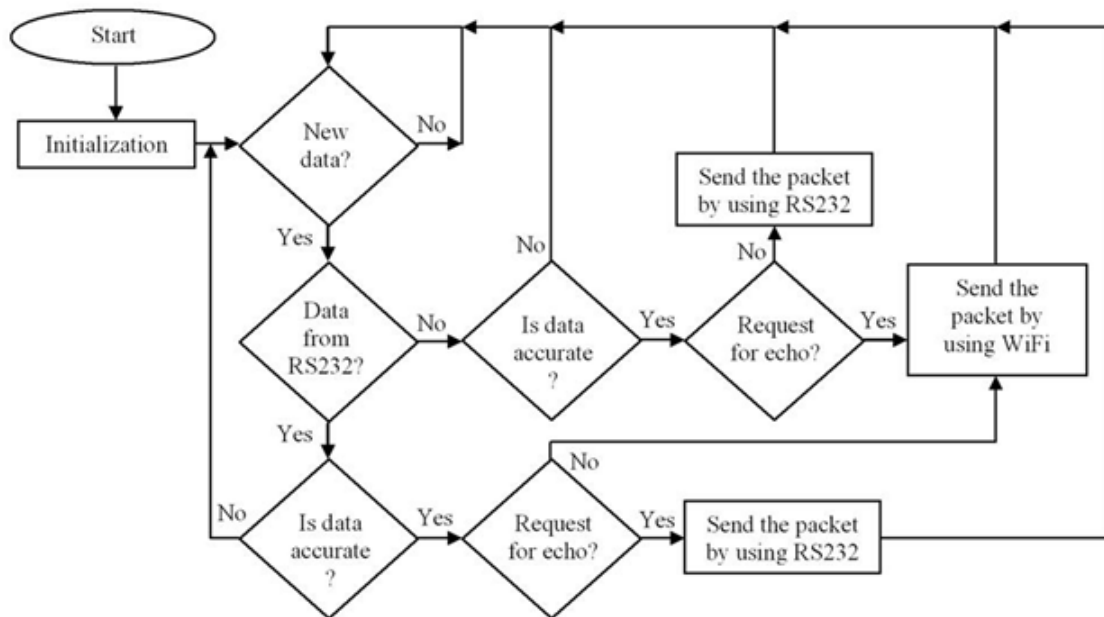 Start
Initialization
New
data?
No
Yes
Data
from
RS232?
No
Yes
Is data
accurate
?
No
Yes
Request
for echo?
No
Yes
Send the packet
by using RS232
Send the
packet by
using WiFi
Is data
accurate
?
No
Yes
Request
for echo?
No
Yes
Send the packet
by using RS232